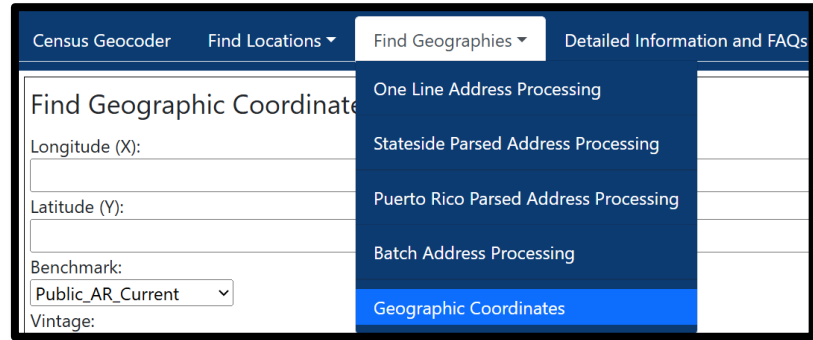 Census Geocoder Find Locations Find Geographies Detailed Information and FAQs
One Line Address Processing
Stateside Parsed Address Processing
Puerto Rico Parsed Address Processing
Batch Address Processing
Geographic Coordinates
Find Geographic Coordinate
Longitude (X):
Latitude (Y):
Benchmark:
Public_AR_Current
Vintage: